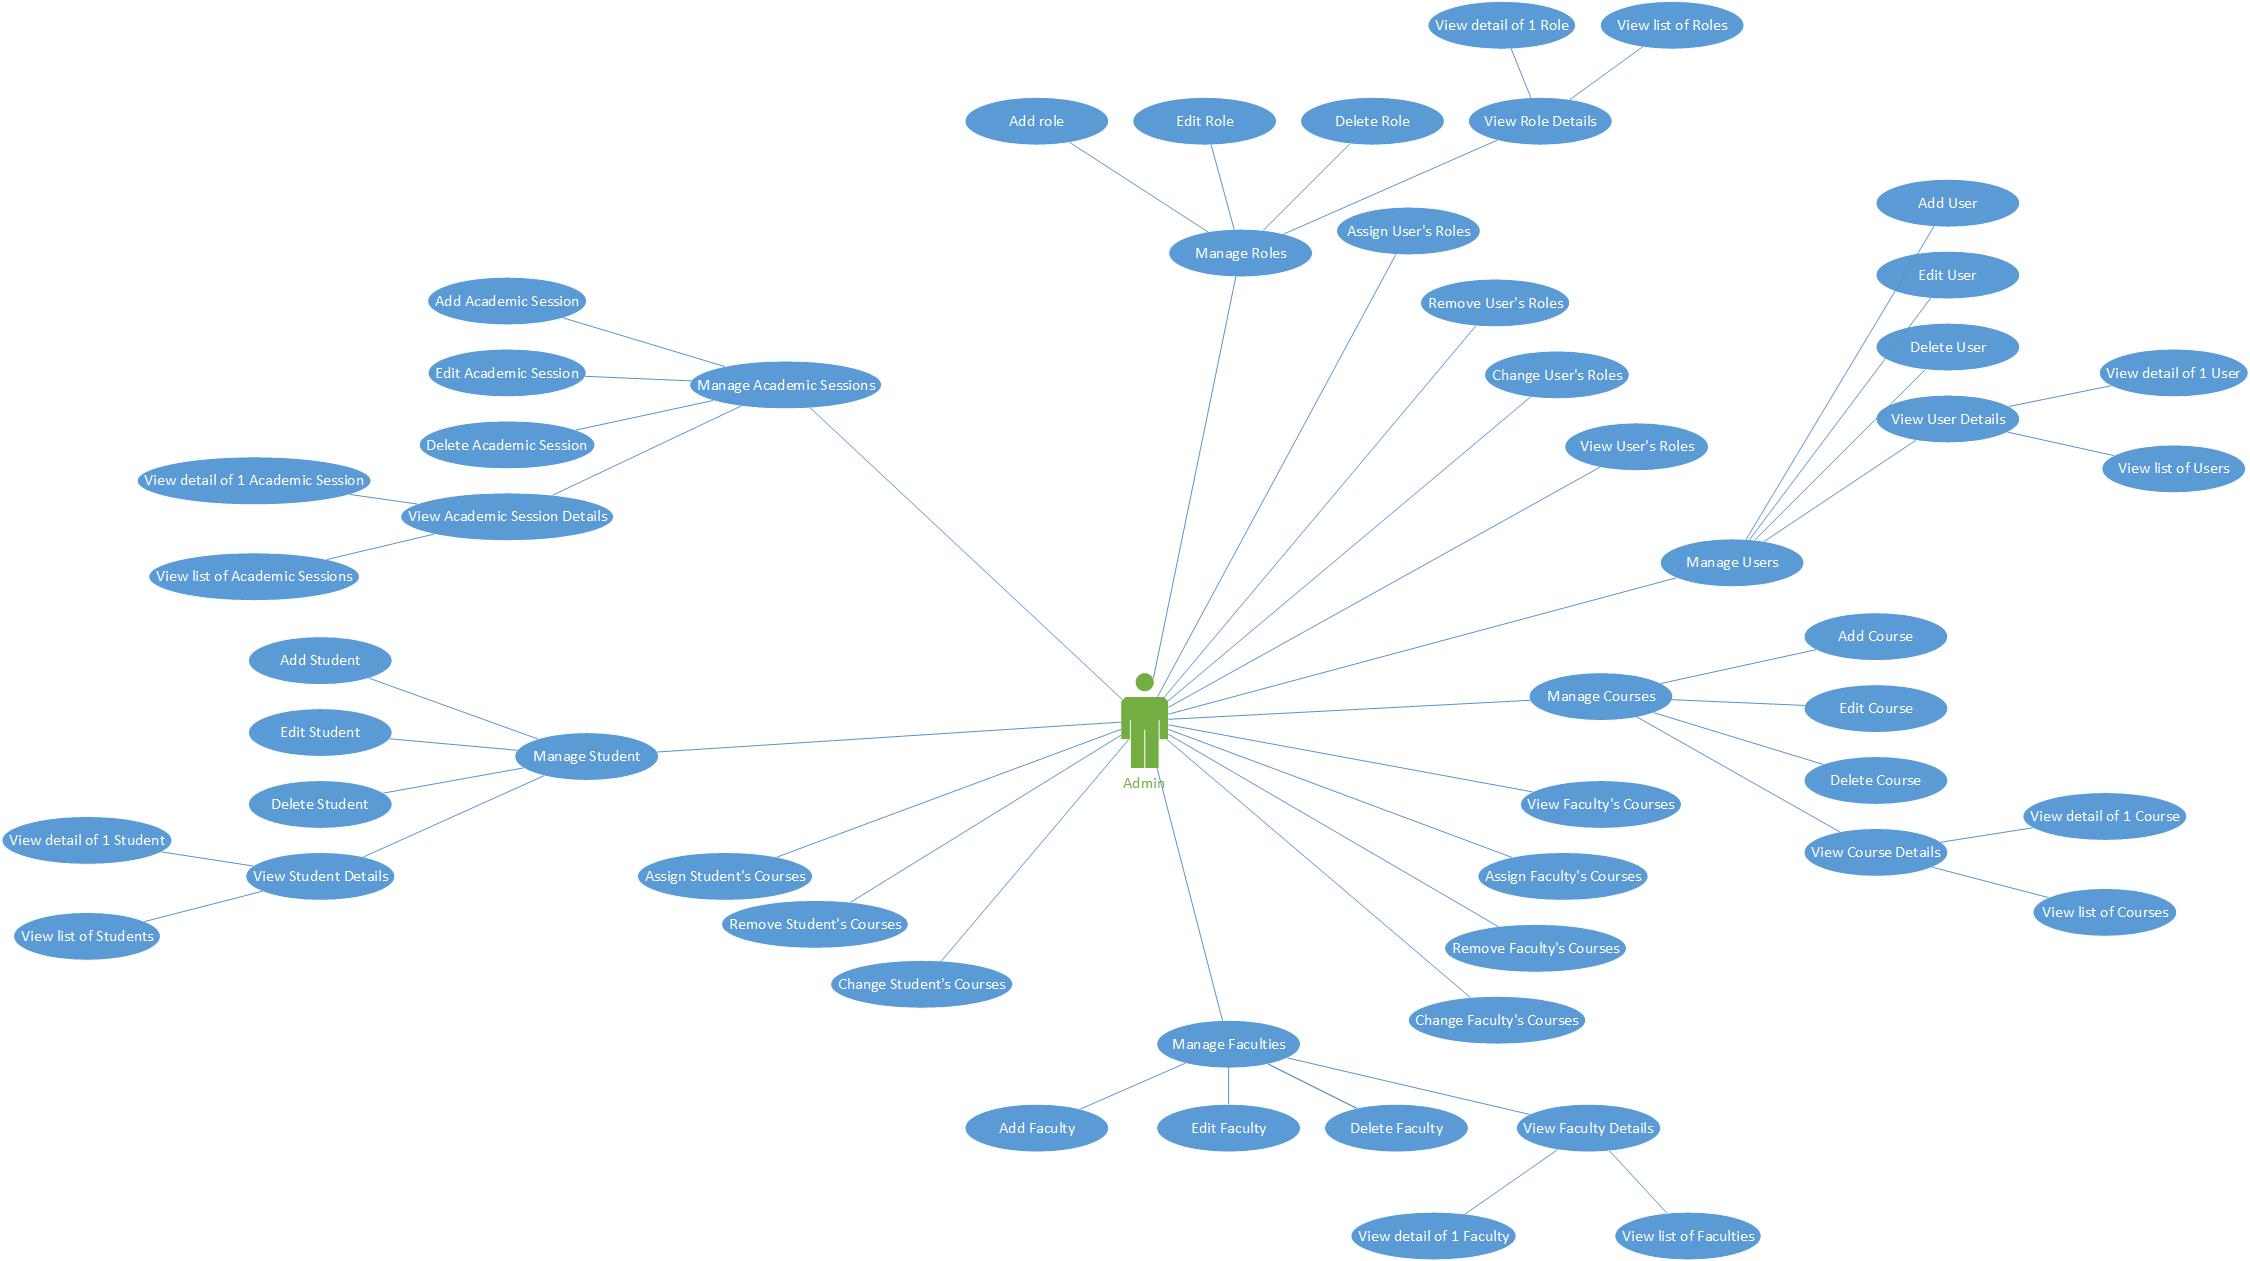 View detail of 1 Role
View list of Roles
Add role
Edit Role
Delete Role
View Role Details
Add User
Assign User's Roles
Manage Roles
Edit User
Add Academic Session
Remove User's Roles
Delete User
Edit Academic Session
Manage Academic Sessions
Change User's Roles
View detail of 1 User
View User Details
Delete Academic Session
View User's Roles
View list of Users
View detail of 1 Academic Session
View Academic Session Details
Manage Users
View list of Academic Sessions
Add Course
Add Student
Manage Courses
Edit Course
Edit Student
Manage Student
Delete Course
Admin
Delete Student
View Faculty's Courses
View detail of 1 Course
View detail of 1 Student
View Course Details
View Student Details
Assign Student's Courses
Assign Faculty's Courses
View list of Courses
Remove Student's Courses
View list of Students
Remove Faculty's Courses
Change Student's Courses
Change Faculty's Courses
Manage Faculties
Add Faculty
Edit Faculty
Delete Faculty
View Faculty Details
View detail of 1 Faculty
View list of Faculties